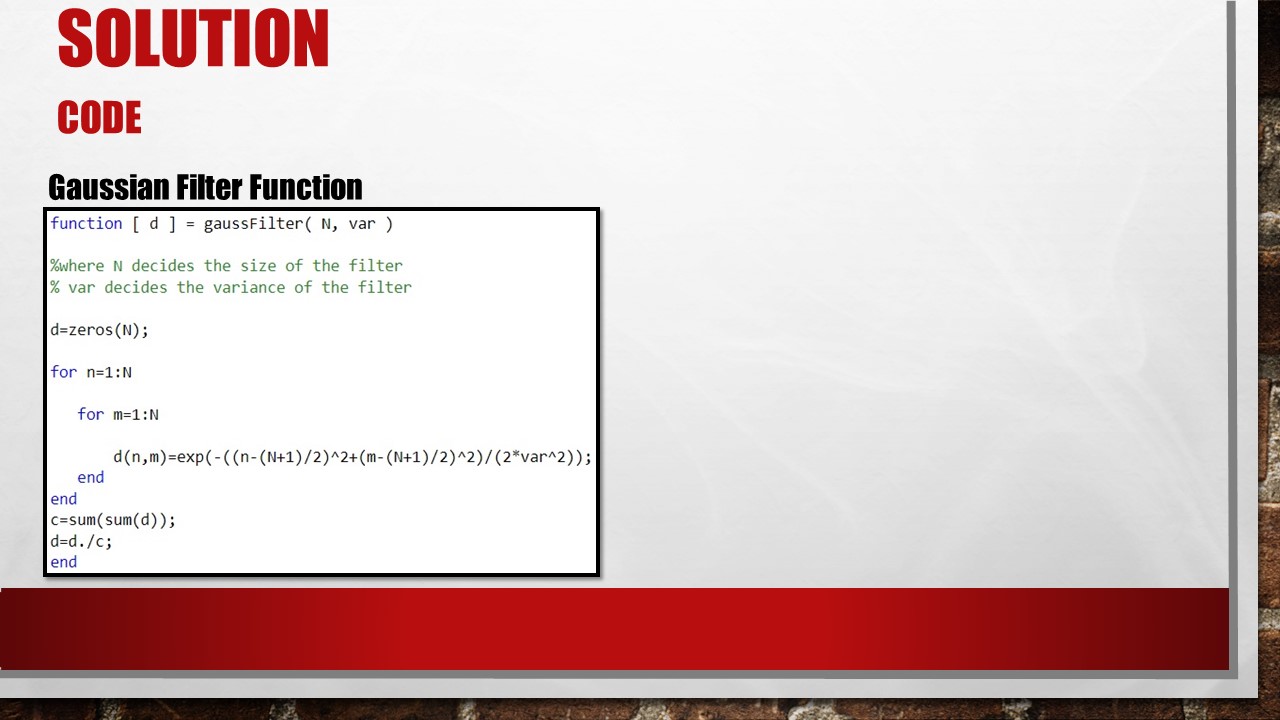 SOLUTION
CODE
Gaussian Filter Function
function [ d ] = gaussFilter( N, var )
%where N decides the size of the filter
% var decides the variance of the filter
d=zeros(N);
for n=1:N
for m=1:N
d(n,m)=exp(-((n-(N+1)/2)^2+(m-(N+1)/2)^2)/(2*var^2));
end
end
c=sum(sum(d));
d=d./c;
end